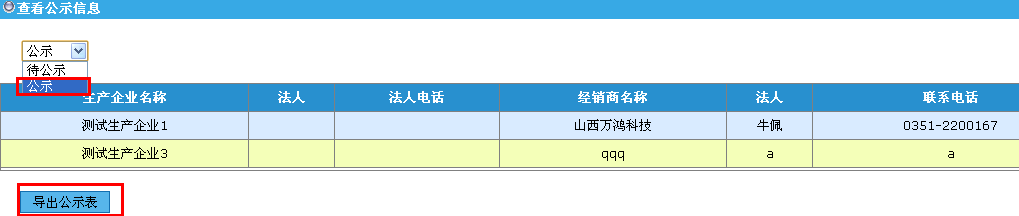 查看公示信息
公示
待公示
公示
生产企业名称 法人 法人电话 经销商名称 法人 联系电话
测试生产企业1 山西万鸿科技 牛佩 0351-2200167
测试生产企业3 qqq a a
导出公示表